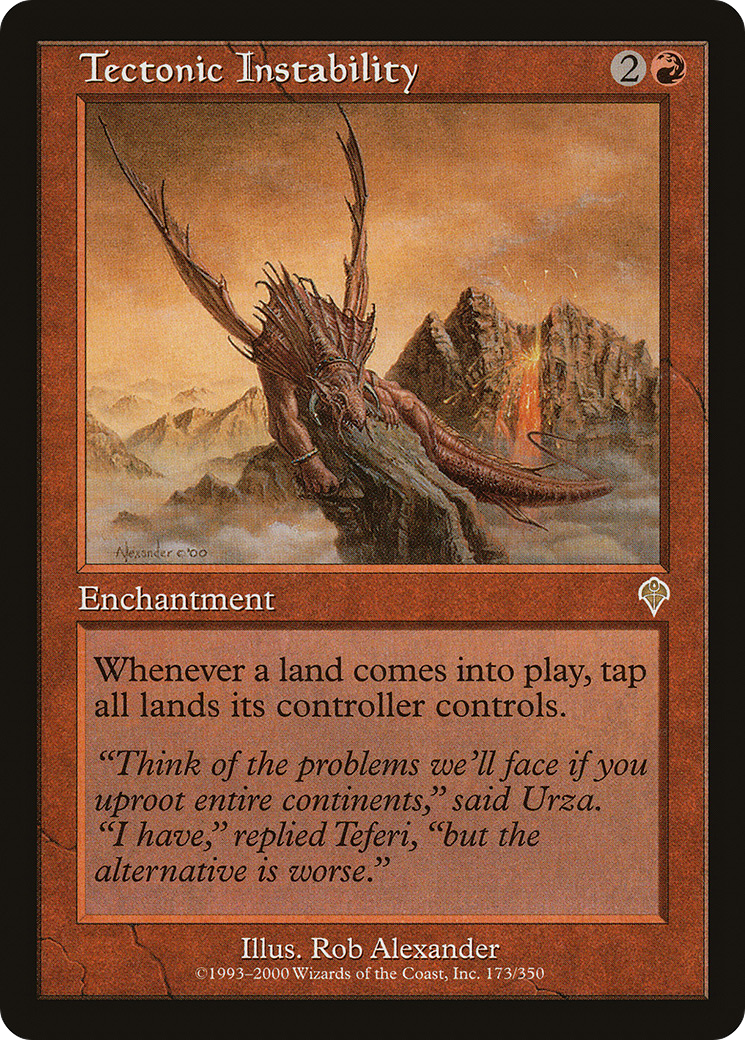 Tectonic Instability
2
Alexander © '00
Enchantment
Whenever a land comes into play, tap
all lands its controller controls.
“Think of the problems we’ll face if you
uproot entire continents,” said Urza.
“I have,” replied Teferi, “but the
alternative is worse.”
Illus. Rob Alexander
©1993–2000 Wizards of the Coast, Inc. 173/350